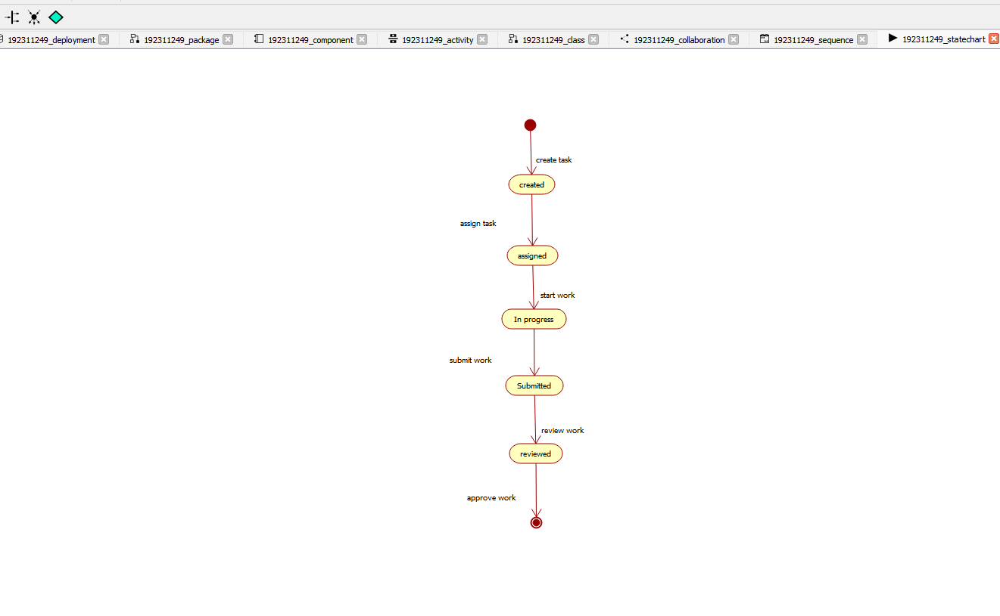 192311249_deployment 192311249_package 192311249_component 192311249_activity 192311249_class 192311249_collaboration 192311249_sequence 192311249_statechart
create task
created
assign task
assigned
start work
In progress
submit work
Submitted
review work
reviewed
approve work